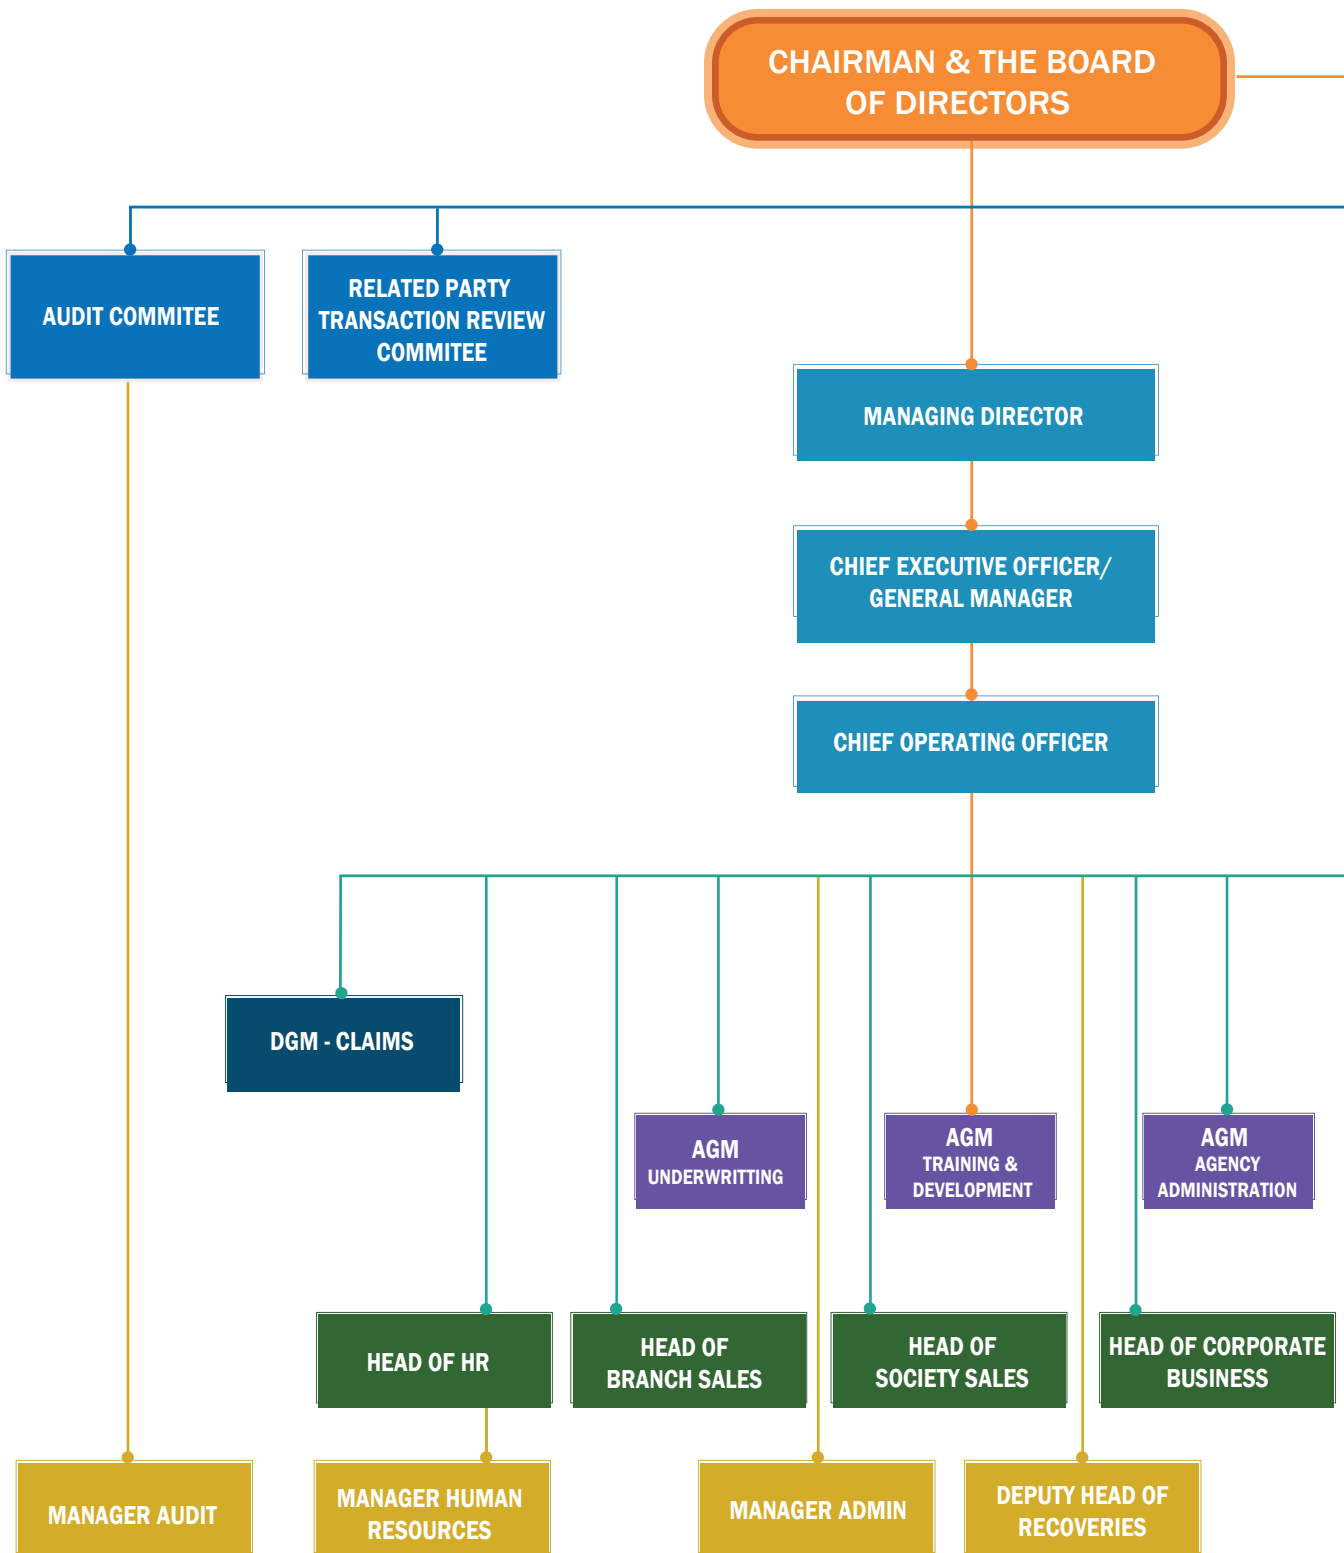 CHAIRMAN & THE BOARD
OF DIRECTORS
AUDIT COMMITEE
RELATED PARTY
TRANSACTION REVIEW
COMMITEE
MANAGING DIRECTOR
CHIEF EXECUTIVE OFFICER/
GENERAL MANAGER
CHIEF OPERATING OFFICER
DGM - CLAIMS
AGM
UNDERWRITTING
AGM
TRAINING &
DEVELOPMENT
AGM
AGENCY
ADMINISTRATION
HEAD OF HR
HEAD OF
BRANCH SALES
HEAD OF
SOCIETY SALES
HEAD OF CORPORATE
BUSINESS
MANAGER AUDIT
MANAGER HUMAN
RESOURCES
MANAGER ADMIN
DEPUTY HEAD OF
RECOVERIES